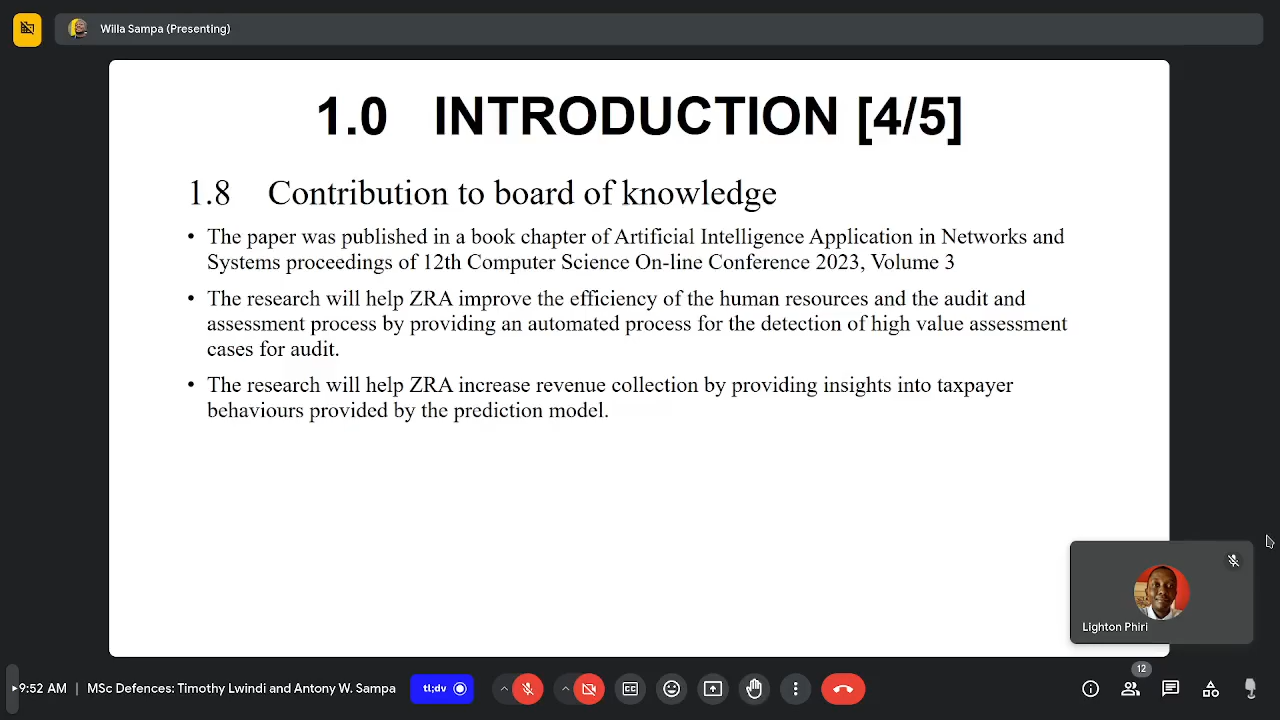 Willa Sampa (Presenting)
1.0 INTRODUCTION [4/5]
1.8 Contribution to board of knowledge
• The paper was published in a book chapter of Artificial Intelligence Application in Networks and
Systems proceedings of 12th Computer Science On-line Conference 2023, Volume 3
• The research will help ZRA improve the efficiency of the human resources and the audit and
assessment process by providing an automated process for the detection of high value assessment
cases for audit.
• The research will help ZRA increase revenue collection by providing insights into taxpayer
behaviours provided by the prediction model.
Lighton Phiri
12
9:52 AM | MSc Defences: Timothy Lwindi and Antony W. Sampa
tl;dv
CC